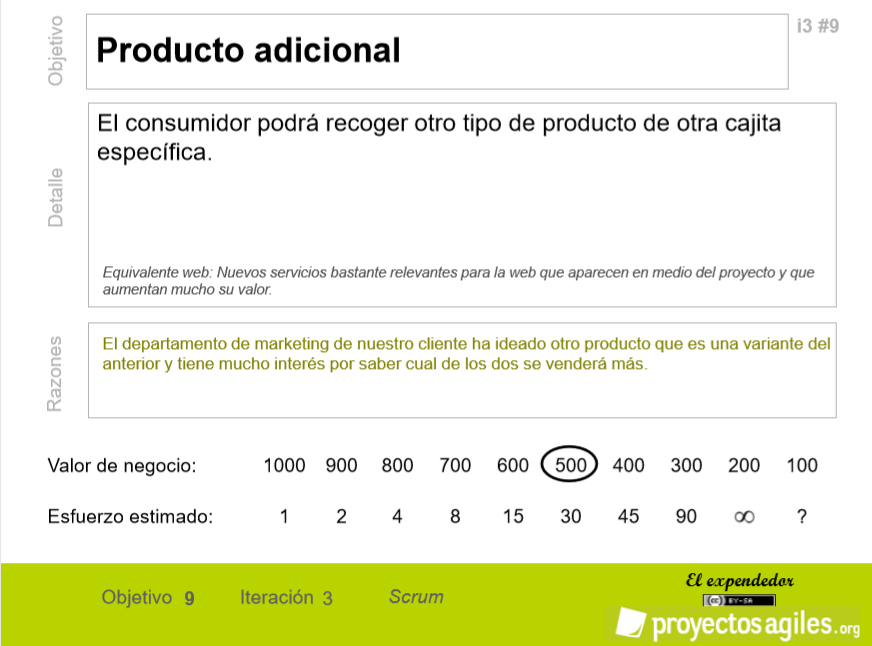 Objetivo
Producto adicional
i3 #9
Detalle
El consumidor podrá recoger otro tipo de producto de otra cajita
específica.
Equivalente web: Nuevos servicios bastante relevantes para la web que aparecen en medio del proyecto y que
aumentan mucho su valor.
Razones
El departamento de marketing de nuestro cliente ha ideado otro producto que es una variante del
anterior y tiene mucho interés por saber cual de los dos se venderá más.
Valor de negocio: 1000 900 800 700 600 500 400 300 200 100
Esfuerzo estimado: 1 2 4 8 15 30 45 90 ∞ ?
Objetivo 9 Iteración 3 Scrum
El expendedor
cc BY-SA
proyectosagiles.org